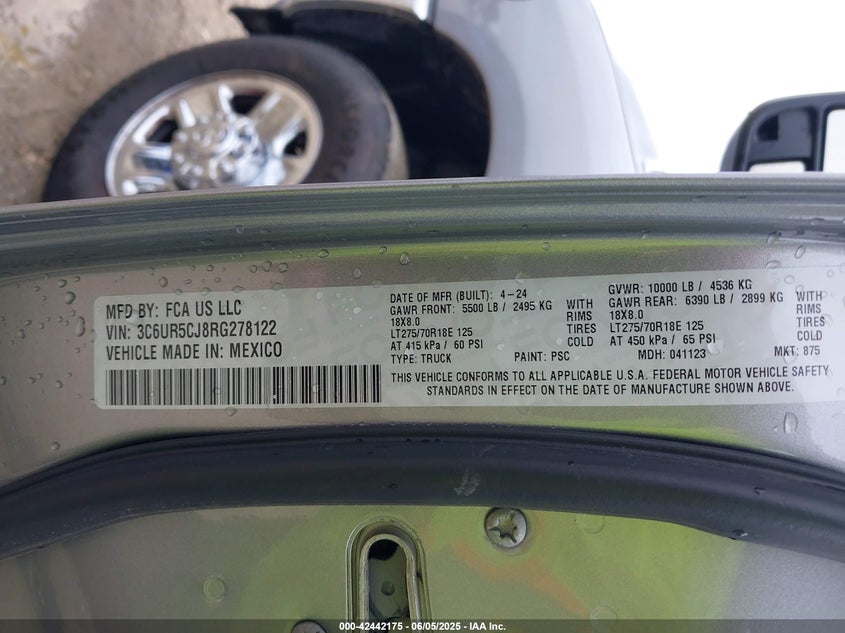 MFD BY: FCA US LLC
VIN: 3C6UR5CJ8RG278122
VEHICLE MADE IN: MEXICO
DATE OF MFR (BUILT): 4-24
GAWR FRONT: 5500 LB / 2495 KG WITH
18X8.0 RIMS
LT275/70R18E 125 TIRES
AT 415 kPa / 60 PSI COLD
TYPE: TRUCK PAINT: PSC
GVWR: 10000 LB / 4536 KG
GAWR REAR: 6390 LB / 2899 KG WITH
18X8.0 RIMS
LT275/70R18E 125 TIRES
AT 450 kPa / 65 PSI COLD
MDH: 041123 MKT: 875
THIS VEHICLE CONFORMS TO ALL APPLICABLE U.S.A. FEDERAL MOTOR VEHICLE SAFETY
STANDARDS IN EFFECT ON THE DATE OF MANUFACTURE SHOWN ABOVE.
000-42442175 - 06/05/2025 - IAA Inc.